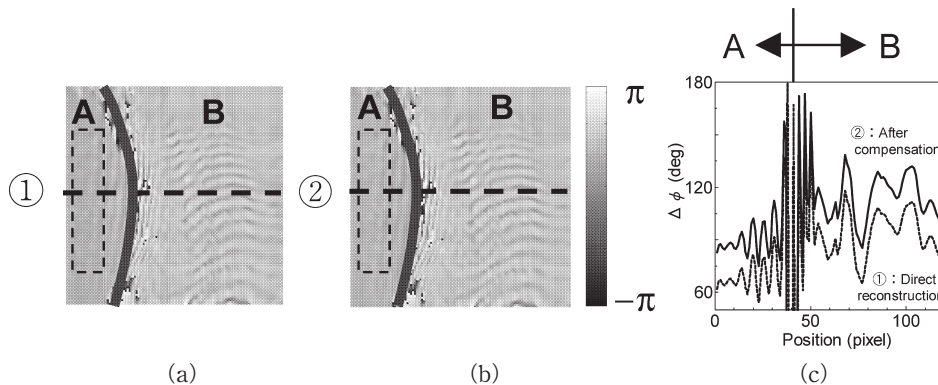 A B
① A B
② A B
π
−π
A B
180
120
60
Δ ϕ (deg)
②：After
compensation
①：Direct
reconstruction
0 50 100
Position (pixel)
(a) (b) (c)